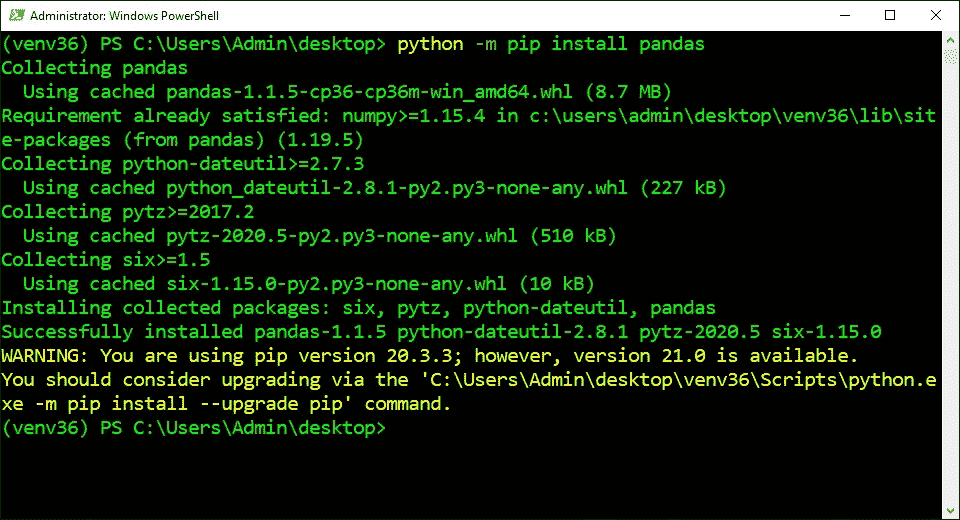 Administrator: Windows PowerShell
(venv36) PS C:\Users\Admin\desktop> python -m pip install pandas
Collecting pandas
  Using cached pandas-1.1.5-cp36-cp36m-win_amd64.whl (8.7 MB)
Requirement already satisfied: numpy>=1.15.4 in c:\users\admin\desktop\venv36\lib\sit
e-packages (from pandas) (1.19.5)
Collecting python-dateutil>=2.7.3
  Using cached python_dateutil-2.8.1-py2.py3-none-any.whl (227 kB)
Collecting pytz>=2017.2
  Using cached pytz-2020.5-py2.py3-none-any.whl (510 kB)
Collecting six>=1.5
  Using cached six-1.15.0-py2.py3-none-any.whl (10 kB)
Installing collected packages: six, pytz, python-dateutil, pandas
Successfully installed pandas-1.1.5 python-dateutil-2.8.1 pytz-2020.5 six-1.15.0
WARNING: You are using pip version 20.3.3; however, version 21.0 is available.
You should consider upgrading via the 'C:\Users\Admin\desktop\venv36\Scripts\python.e
xe -m pip install --upgrade pip' command.
(venv36) PS C:\Users\Admin\desktop>